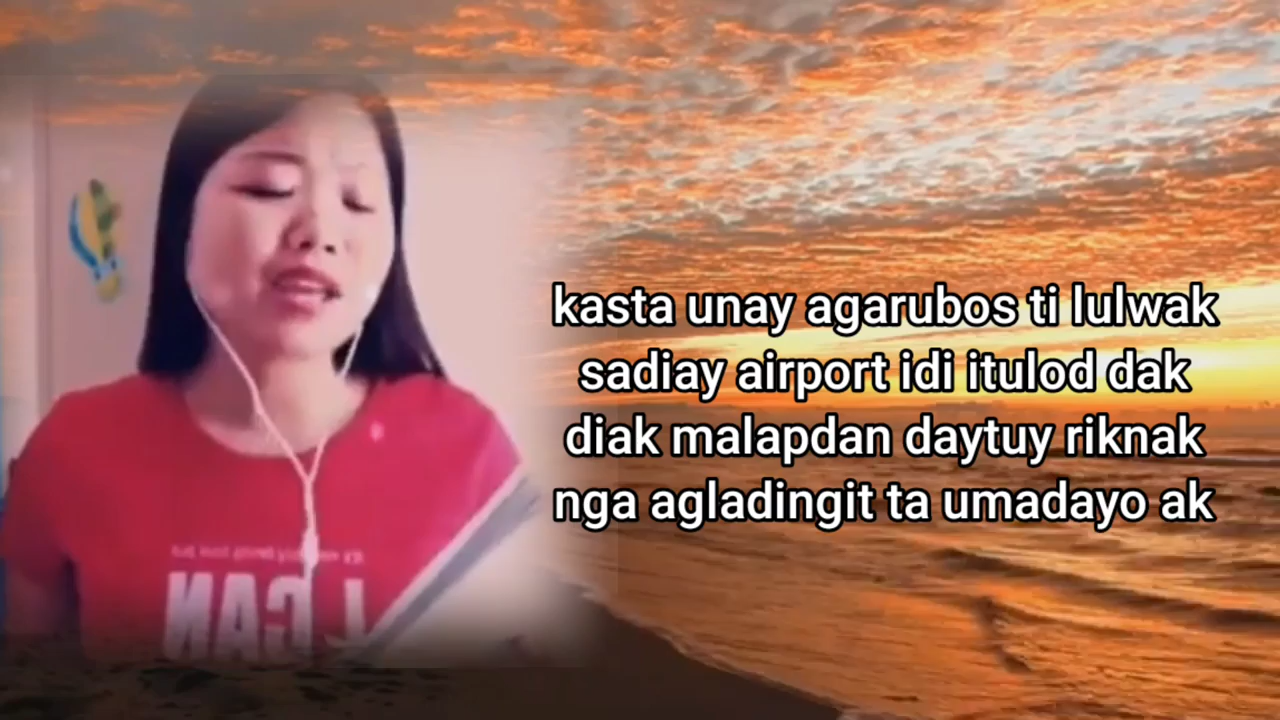 kasta unay agarubos ti lulwak
sadiay airport idi itulod dak
diak malapdan daytuy riknak
nga agladingit ta umadayo ak
I CAN